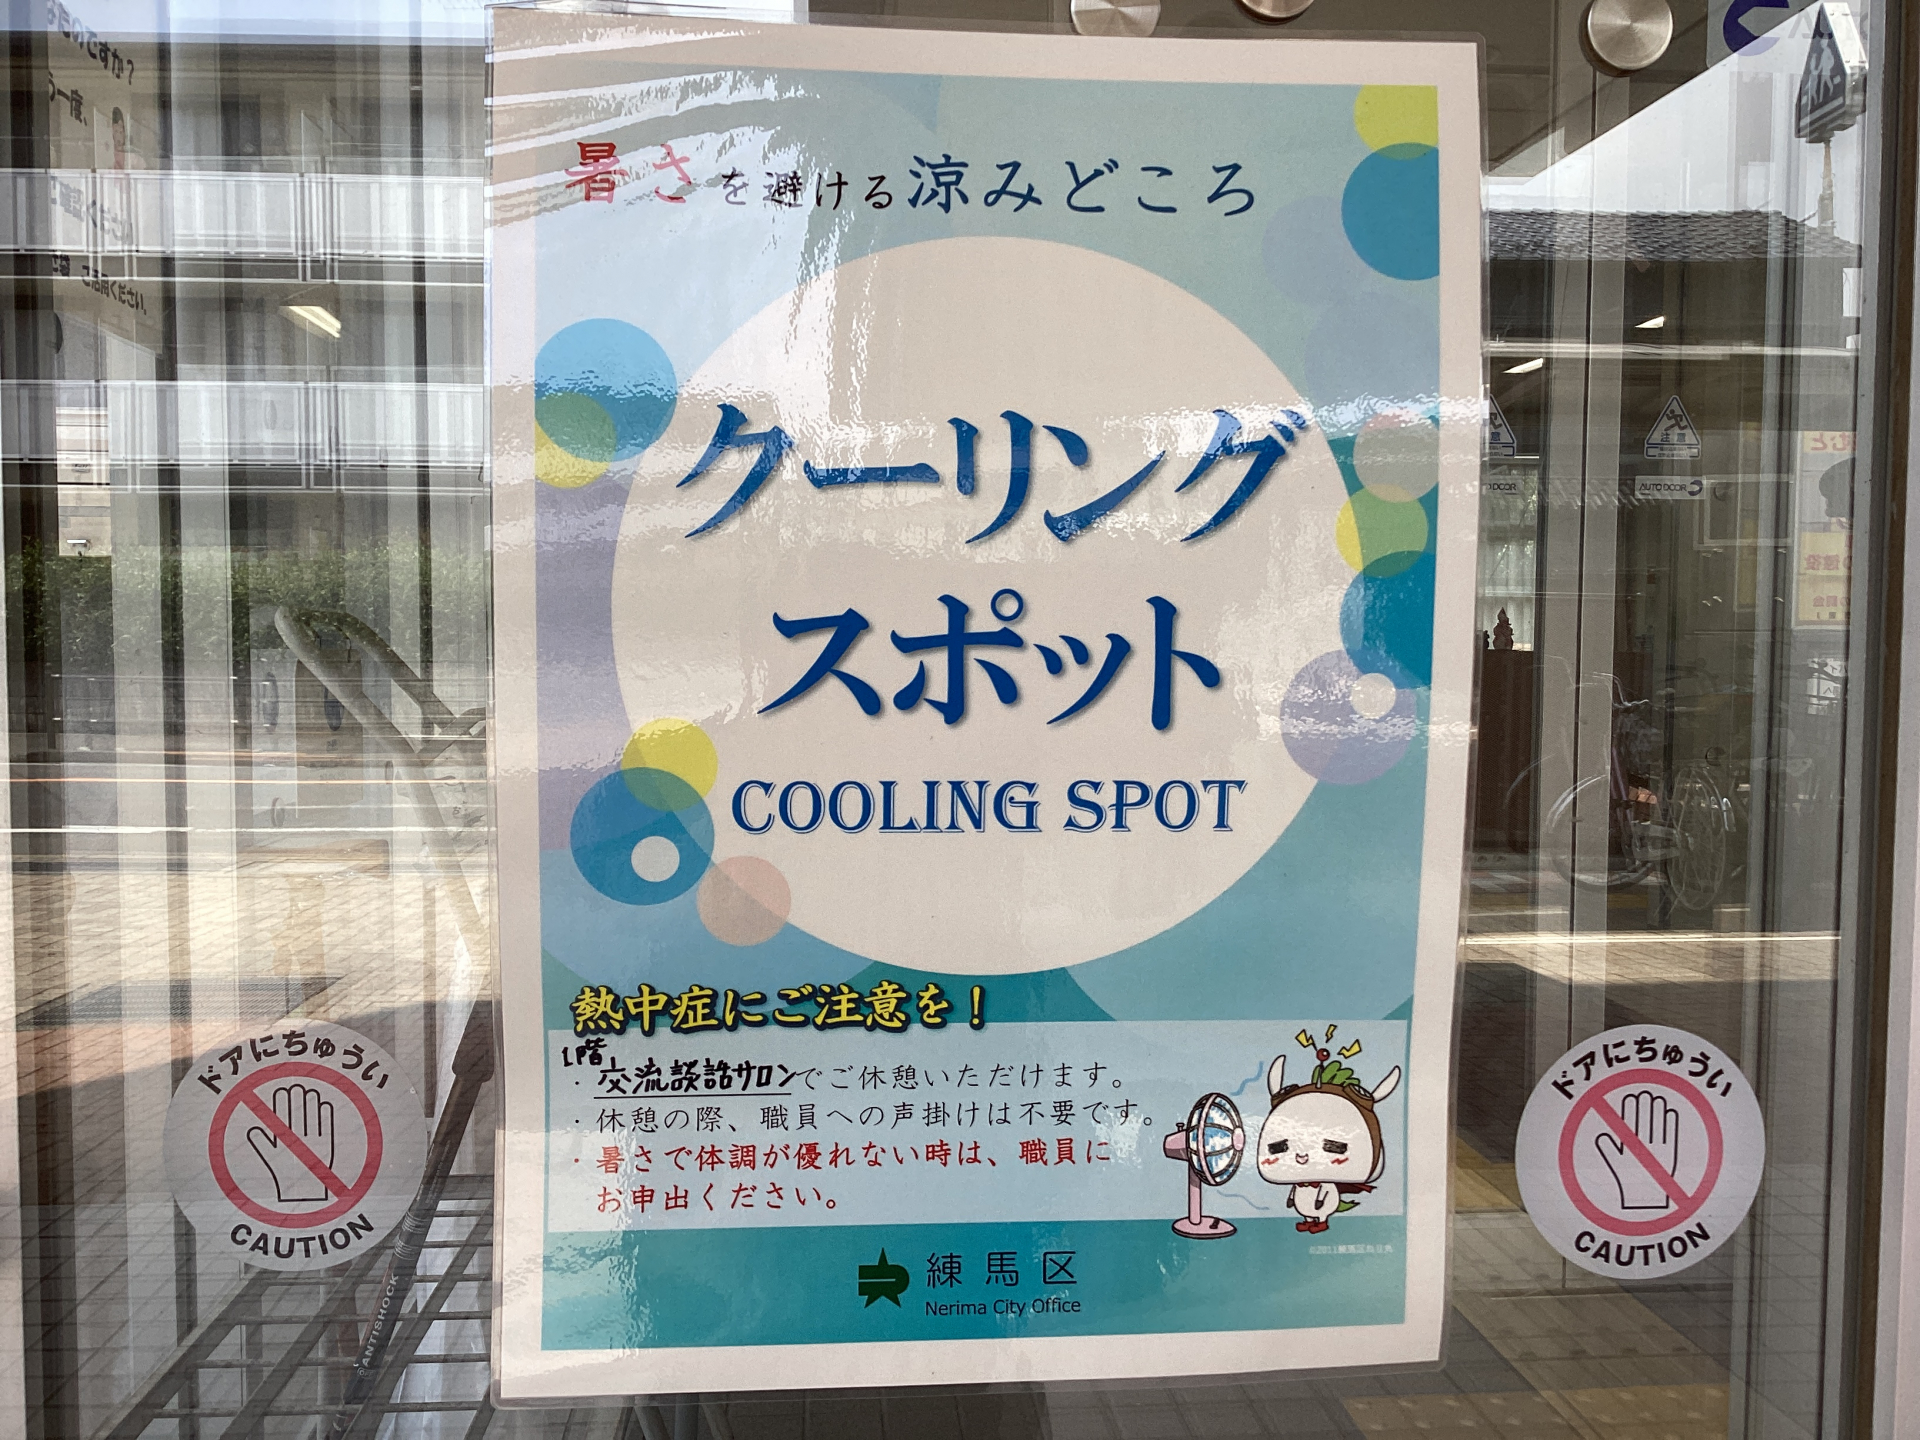 暑さを避ける涼みどころ
クーリング
スポット
COOLING SPOT
熱中症にご注意を！
1階
・交流談話サロンでご休憩いただけます。
・休憩の際、職員への声掛けは不要です。
・暑さで体調が優れない時は、職員に
お申出ください。
練馬区
Nerima City Office
ドアにちゅうい
CAUTION
ドアにちゅうい
CAUTION
ANTISHOCK
注意
AUTO DOOR